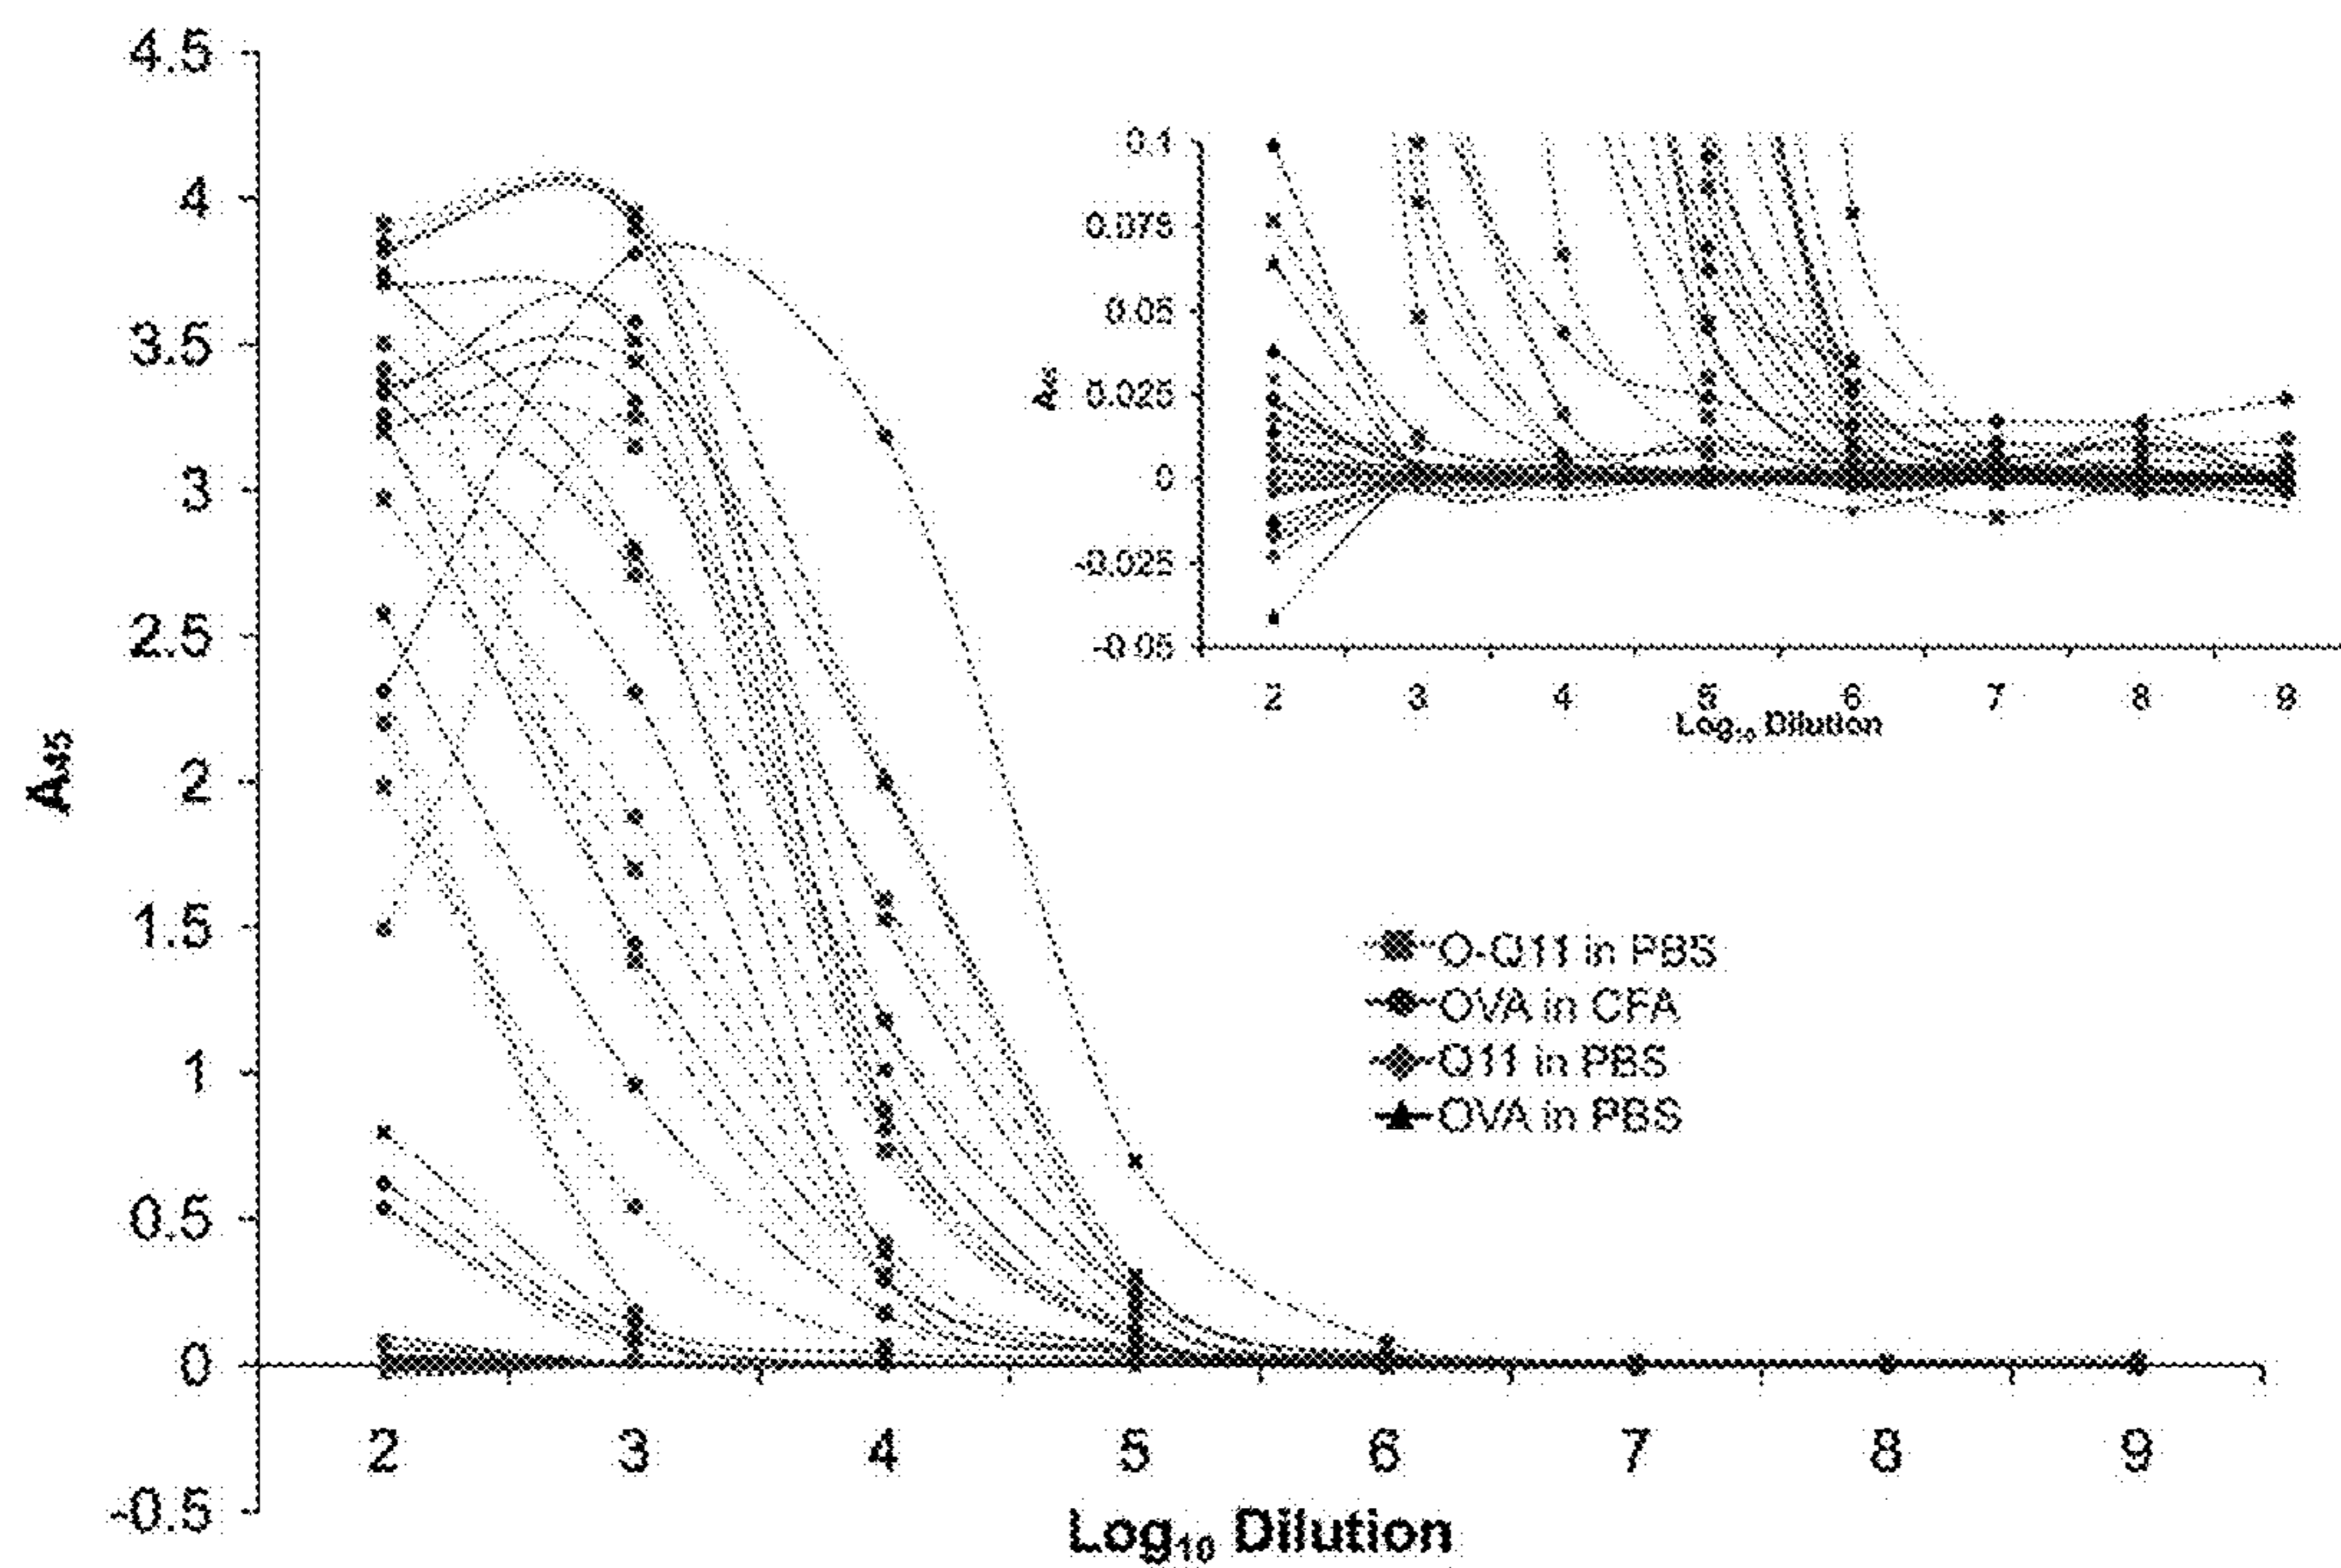 4.5
4
3.5
3
2.5
2
1.5
1
0.5
0
-0.5
2 3 4 5 6 7 8 9
Log₁₀ Dilution
0.1
0.075
0.05
0.025
0
-0.025
-0.05
2 3 4 5 6 7 8 9
Log₁₀ Dilution
O-Q11 in PBS
OVA in CFA
Q11 in PBS
OVA in PBS